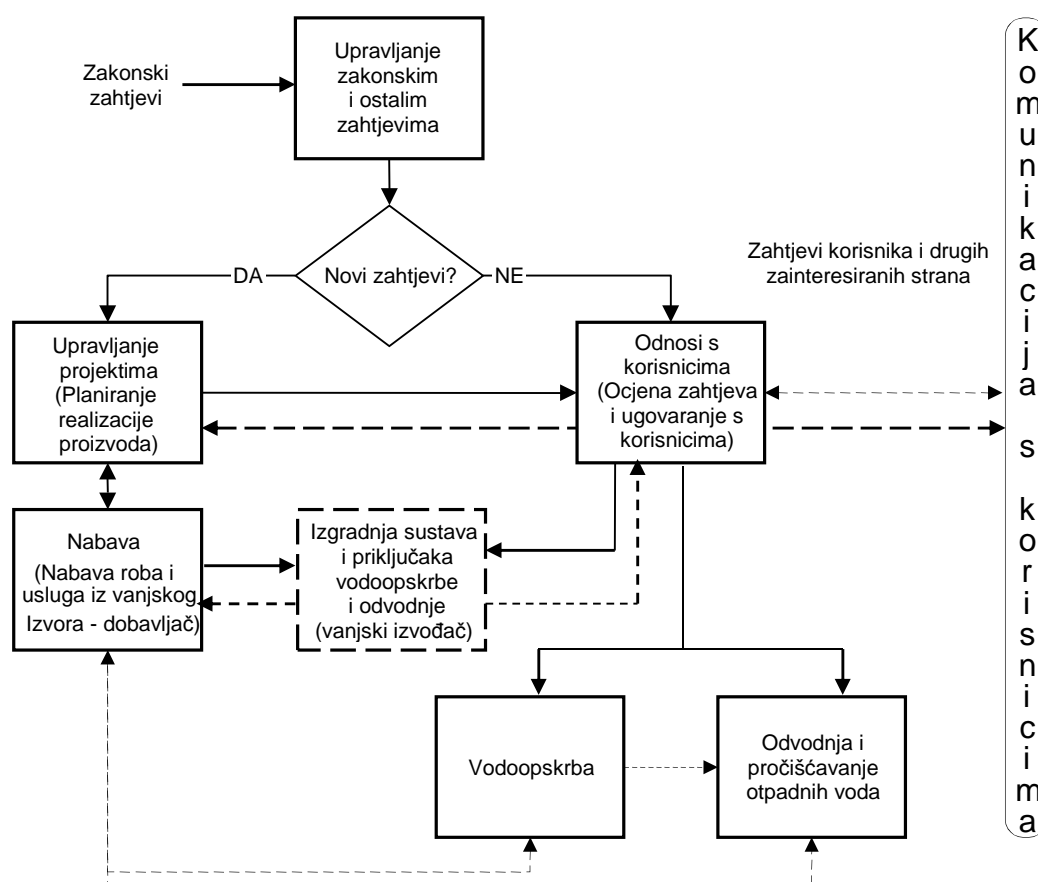 Upravljanje
zakonskim
i ostalim
zahtjevima
Zakonski
zahtjevi
Novi zahtjevi?
DA
NE
Zahtjevi korisnika i drugih
zainteresiranih strana
Upravljanje
projektima
(Planiranje
realizacije
proizvoda)
Odnosi s
korisnicima
(Ocjena zahtjeva
i ugovaranje s
korisnicima)
Nabava
(Nabava roba i
usluga iz vanjskog
Izvora - dobavljač)
Izgradnja sustava
i priključaka
vodoopskrbe
i odvodnje
(vanjski izvođač)
Vodoopskrba
Odvodnja i
pročišćavanje
otpadnih voda
Komunikacija s korisnicima